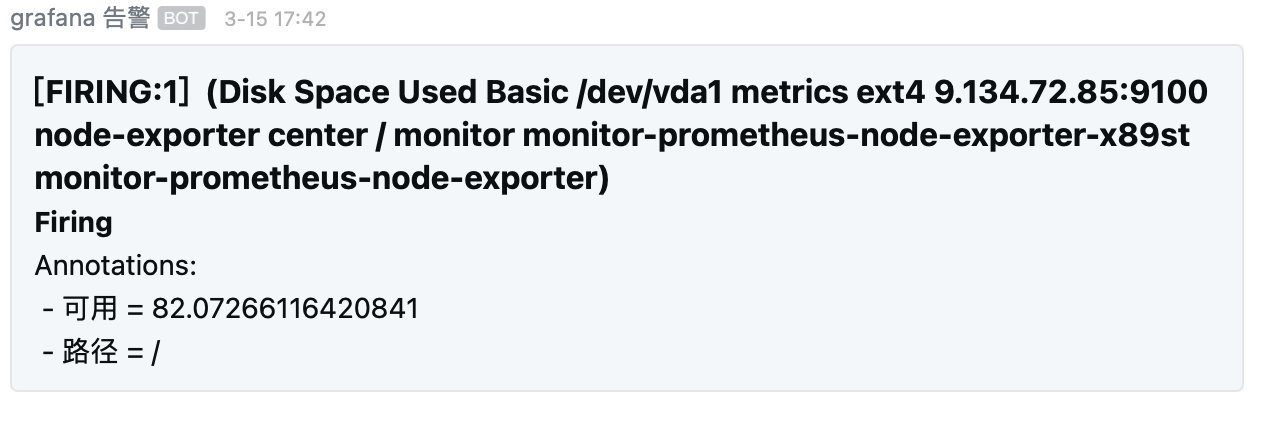 grafana 告警 BOT 3-15 17:42
[FIRING:1] (Disk Space Used Basic /dev/vda1 metrics ext4 9.134.72.85:9100
node-exporter center / monitor monitor-prometheus-node-exporter-x89st
monitor-prometheus-node-exporter)
Firing
Annotations:
- 可用 = 82.07266116420841
- 路径 = /